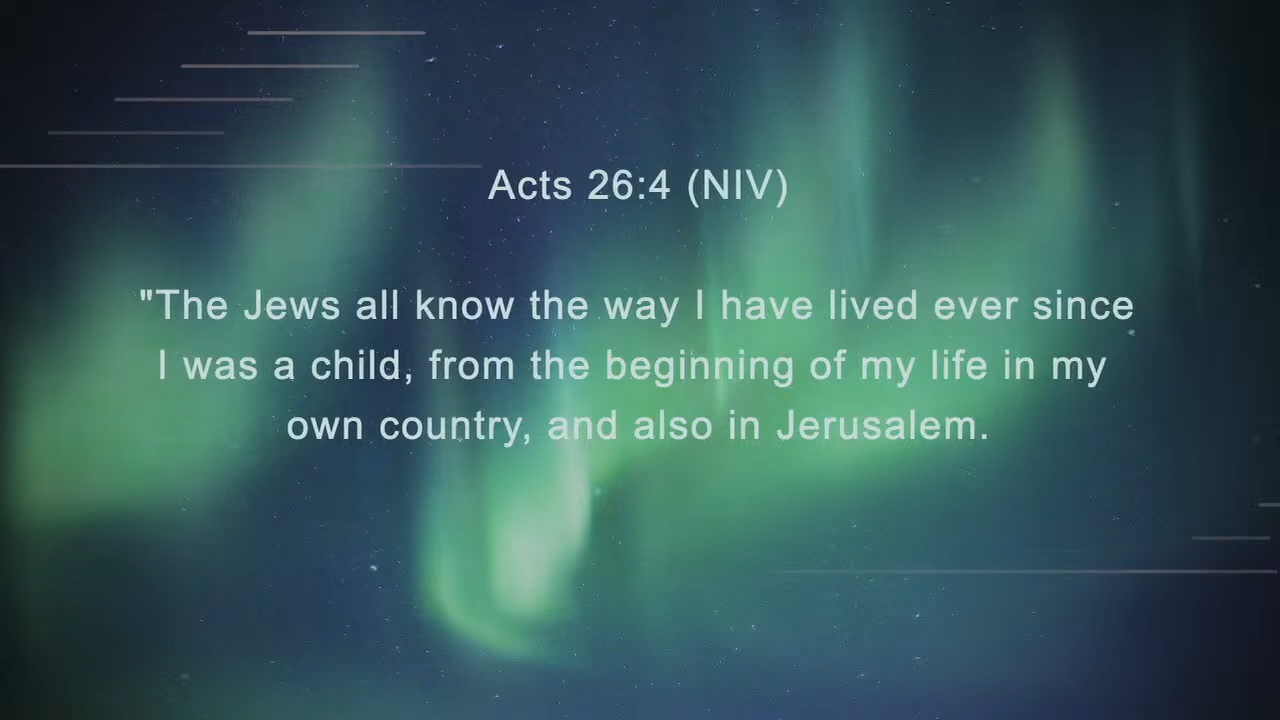 Acts 26:4 (NIV)
"The Jews all know the way I have lived ever since
I was a child, from the beginning of my life in my
own country, and also in Jerusalem.